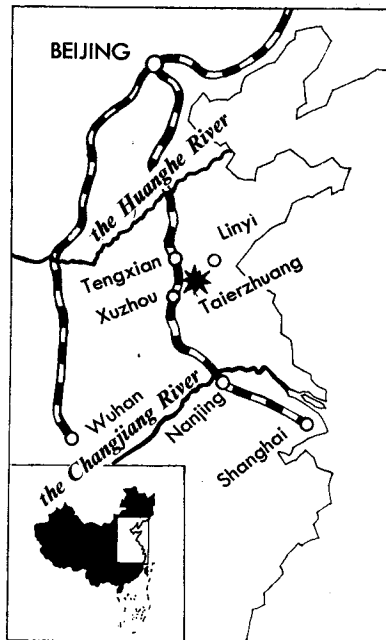 BEIJING
the Huanghe River
Linyi
Tengxian
Taierzhuang
Xuzhou
Wuhan
the Changjiang River
Nanjing
Shanghai